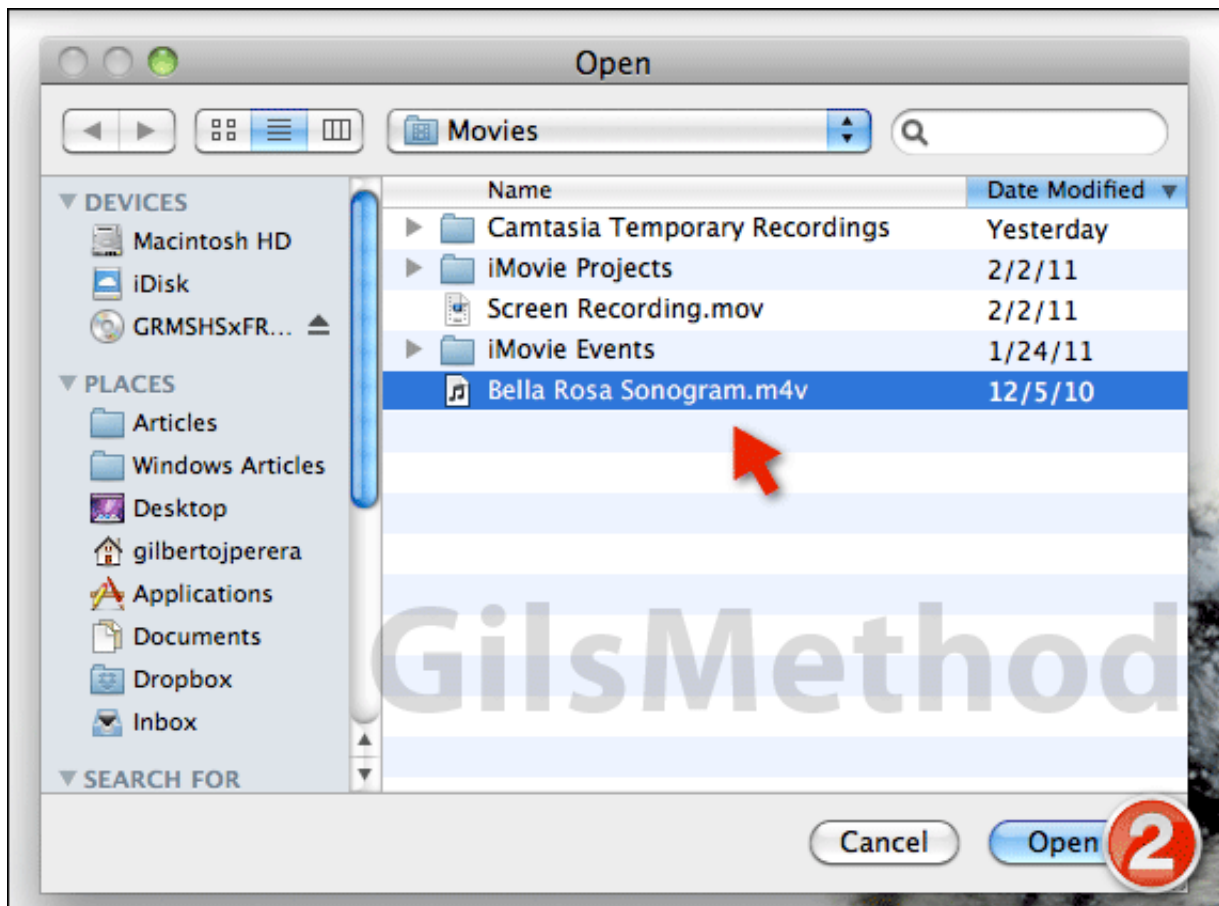 Open
Movies
DEVICES
Macintosh HD
iDisk
GRMSHSxFR...
PLACES
Articles
Windows Articles
Desktop
gilbertojperera
Applications
Documents
Dropbox
Inbox
SEARCH FOR
Name Date Modified
Camtasia Temporary Recordings Yesterday
iMovie Projects 2/2/11
Screen Recording.mov 2/2/11
iMovie Events 1/24/11
Bella Rosa Sonogram.m4v 12/5/10
GilsMethod
Cancel Open 2